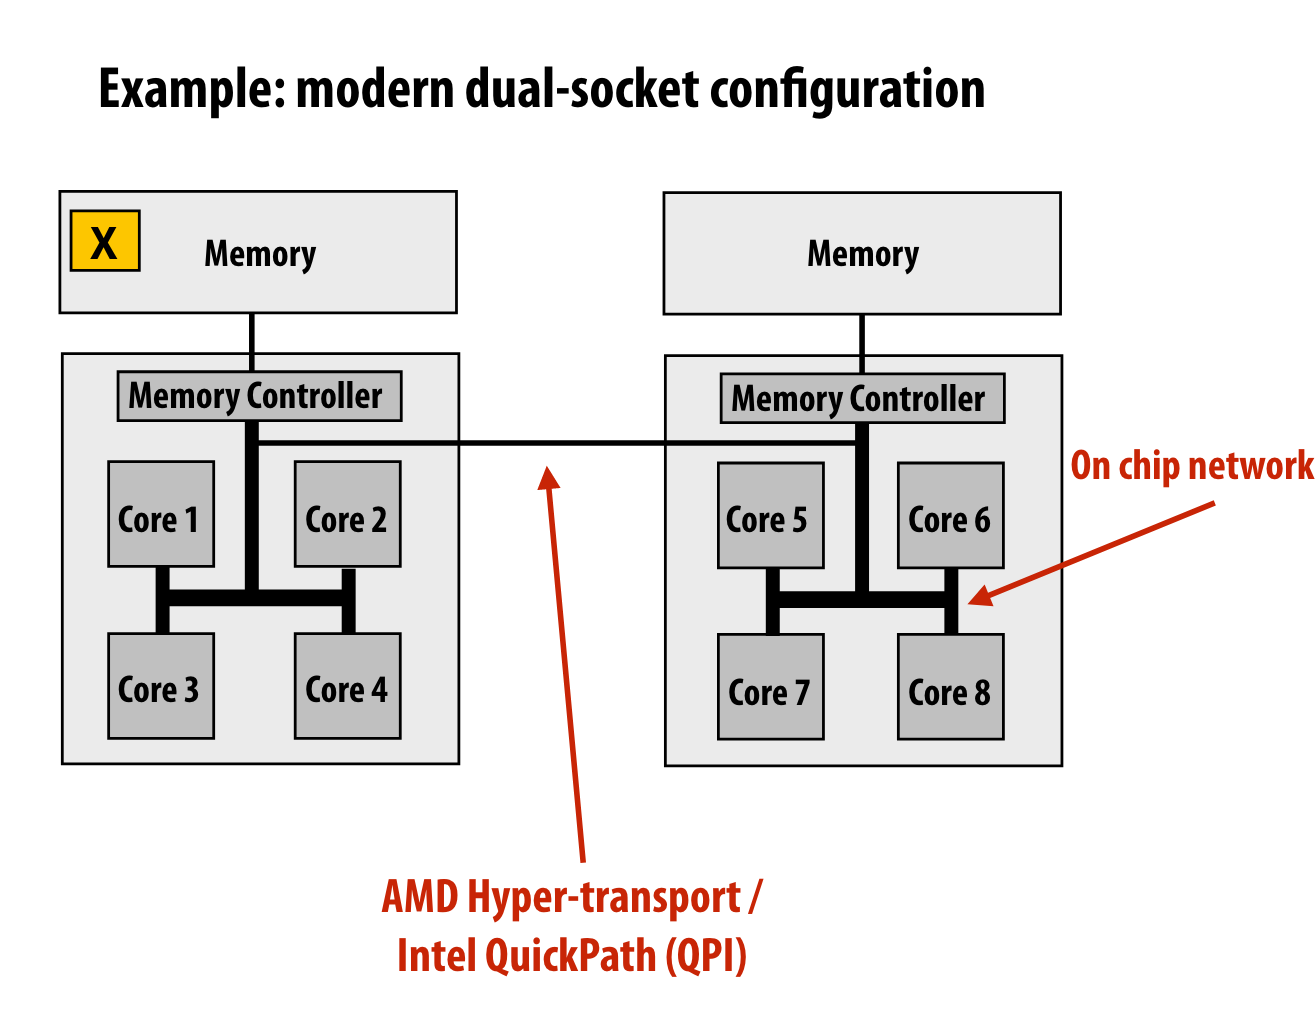 Example: modern dual-socket configuration
X
Memory
Memory
Memory Controller
Memory Controller
On chip network
Core 1
Core 2
Core 5
Core 6
Core 3
Core 4
Core 7
Core 8
AMD Hyper-transport /
Intel QuickPath (QPI)